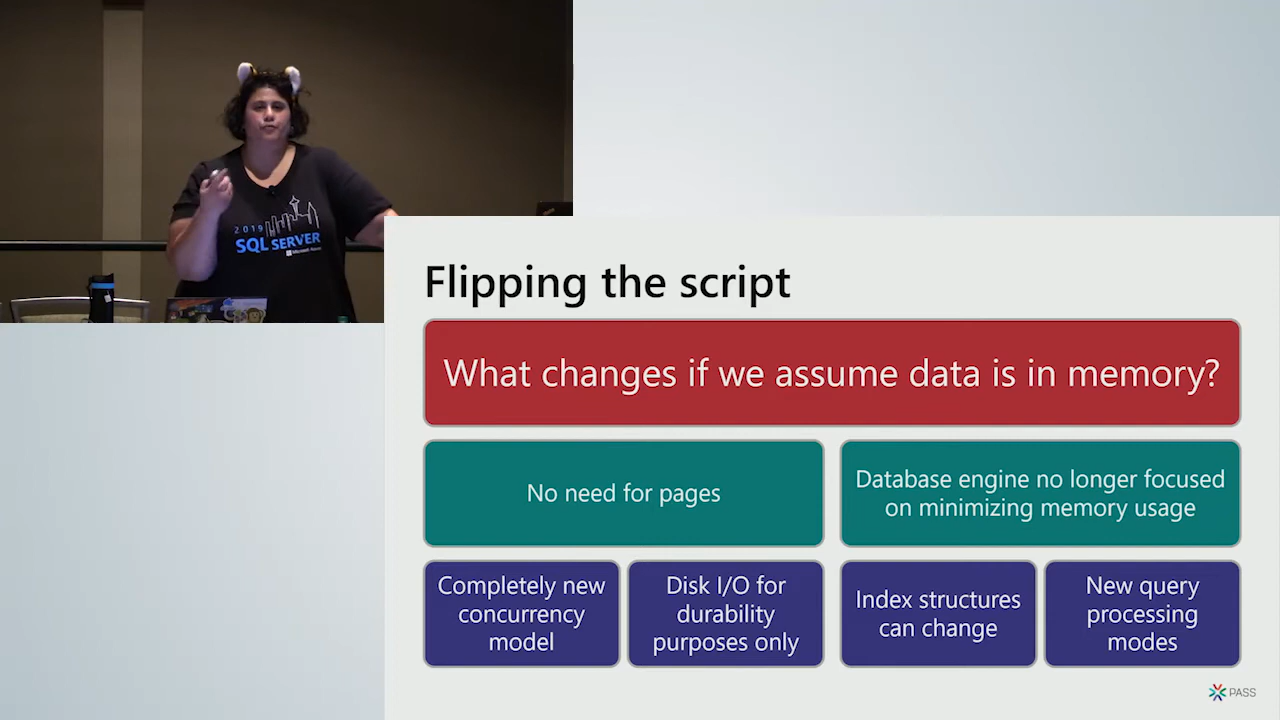 2019
SQL SERVER
Flipping the script
What changes if we assume data is in memory?
No need for pages
Database engine no longer focused
on minimizing memory usage
Completely new
concurrency
model
Disk I/O for
durability
purposes only
Index structures
can change
New query
processing
modes
PASS